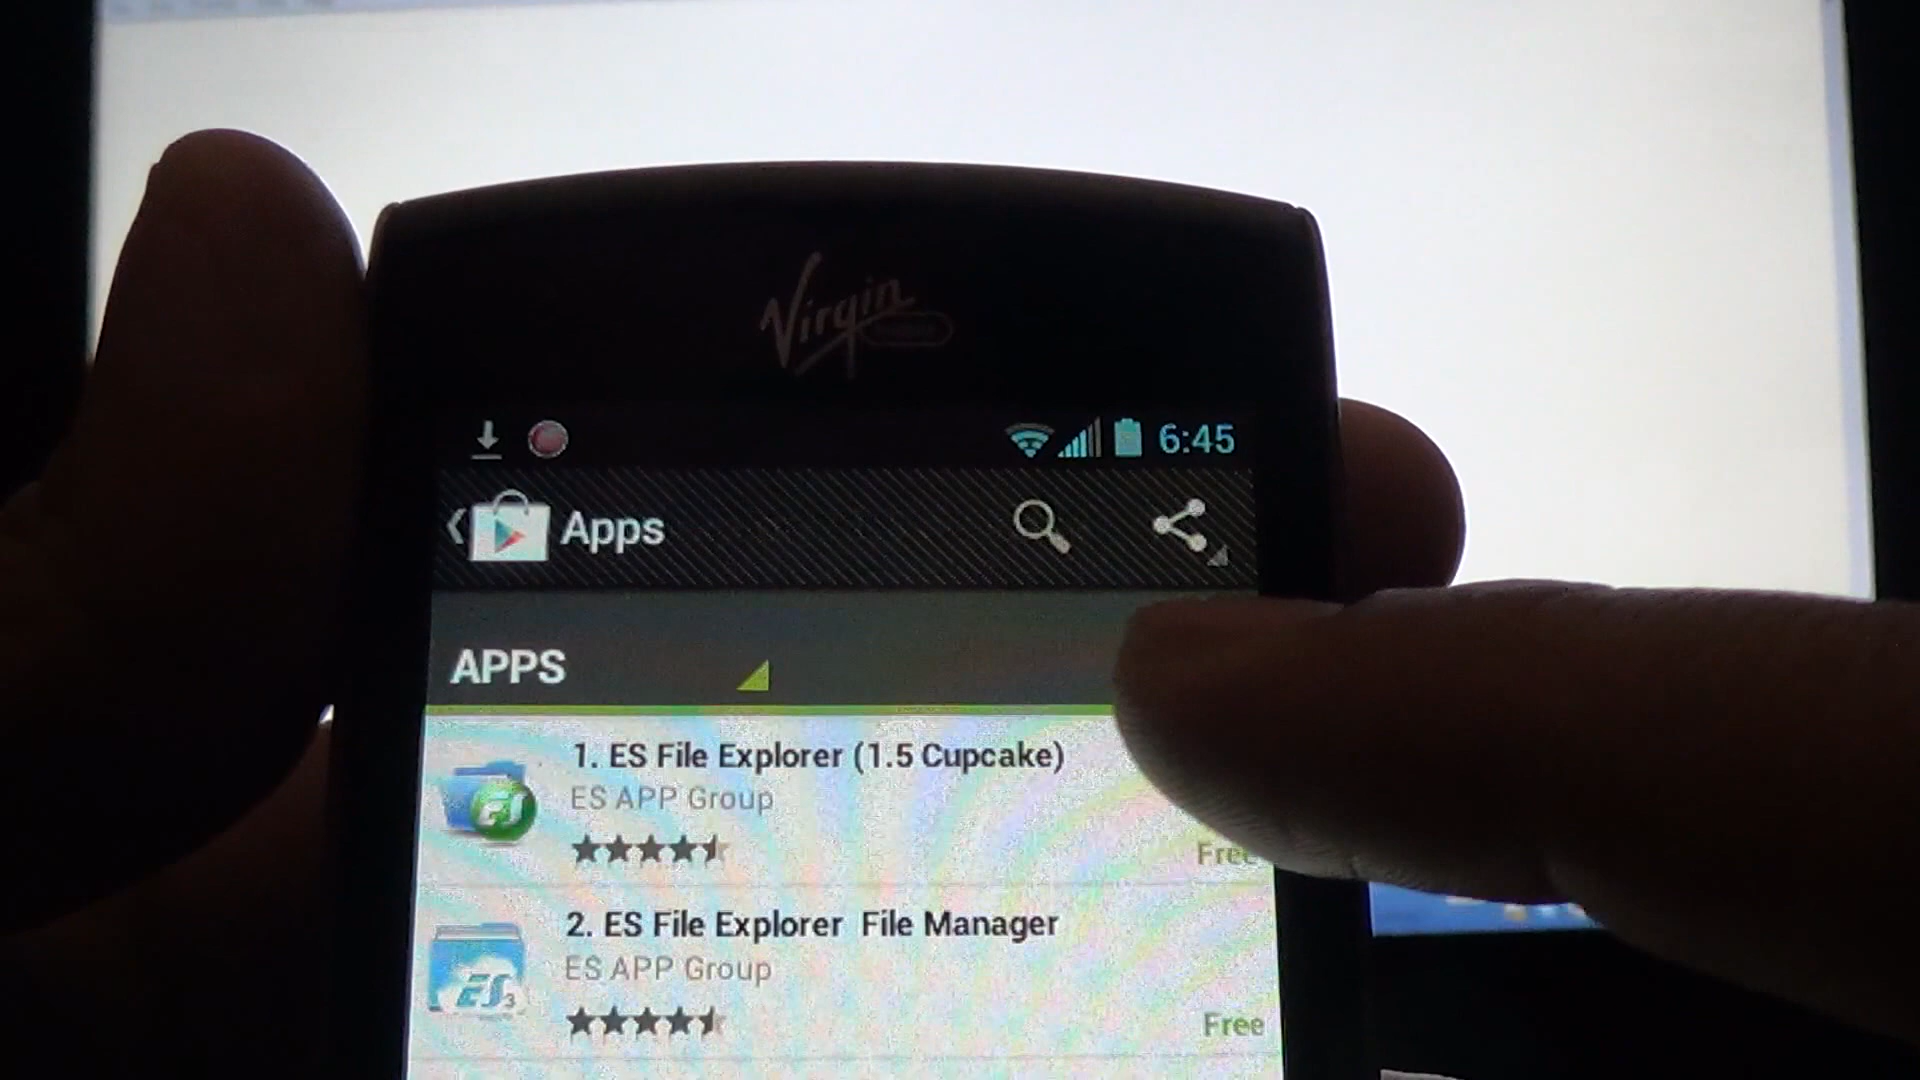 Virgin
6:45
Apps
APPS
1. ES File Explorer (1.5 Cupcake)
ES APP Group
Free
2. ES File Explorer File Manager
ES APP Group
ES3
Free